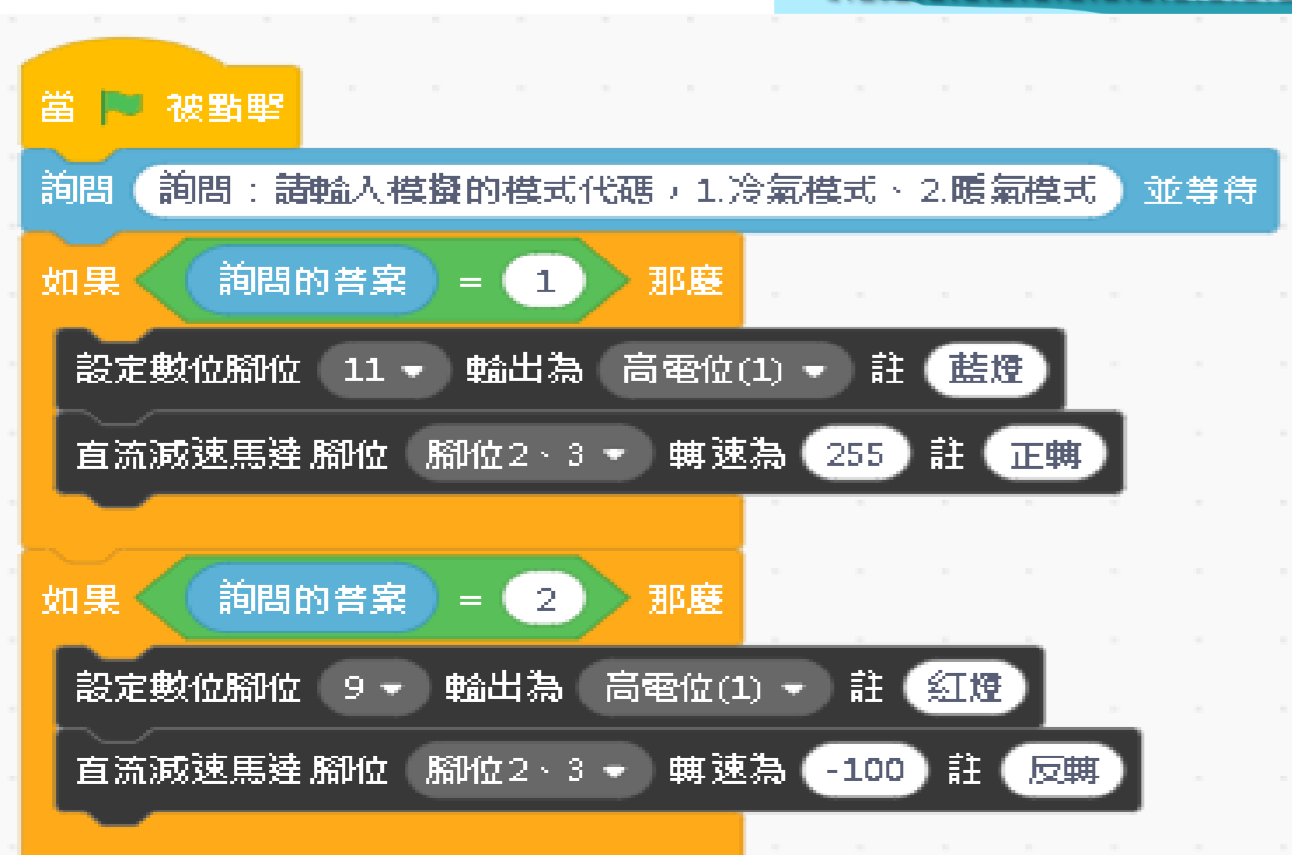 當 被點擊
詢問 詢問：請輸入模擬的模式代碼，1.冷氣模式、2.暖氣模式 並等待
如果 詢問的答案 = 1 那麼
設定數位腳位 11 輸出為 高電位(1) 註 藍燈
直流減速馬達 腳位 腳位2、3 轉速為 255 註 正轉
如果 詢問的答案 = 2 那麼
設定數位腳位 9 輸出為 高電位(1) 註 紅燈
直流減速馬達 腳位 腳位2、3 轉速為 -100 註 反轉